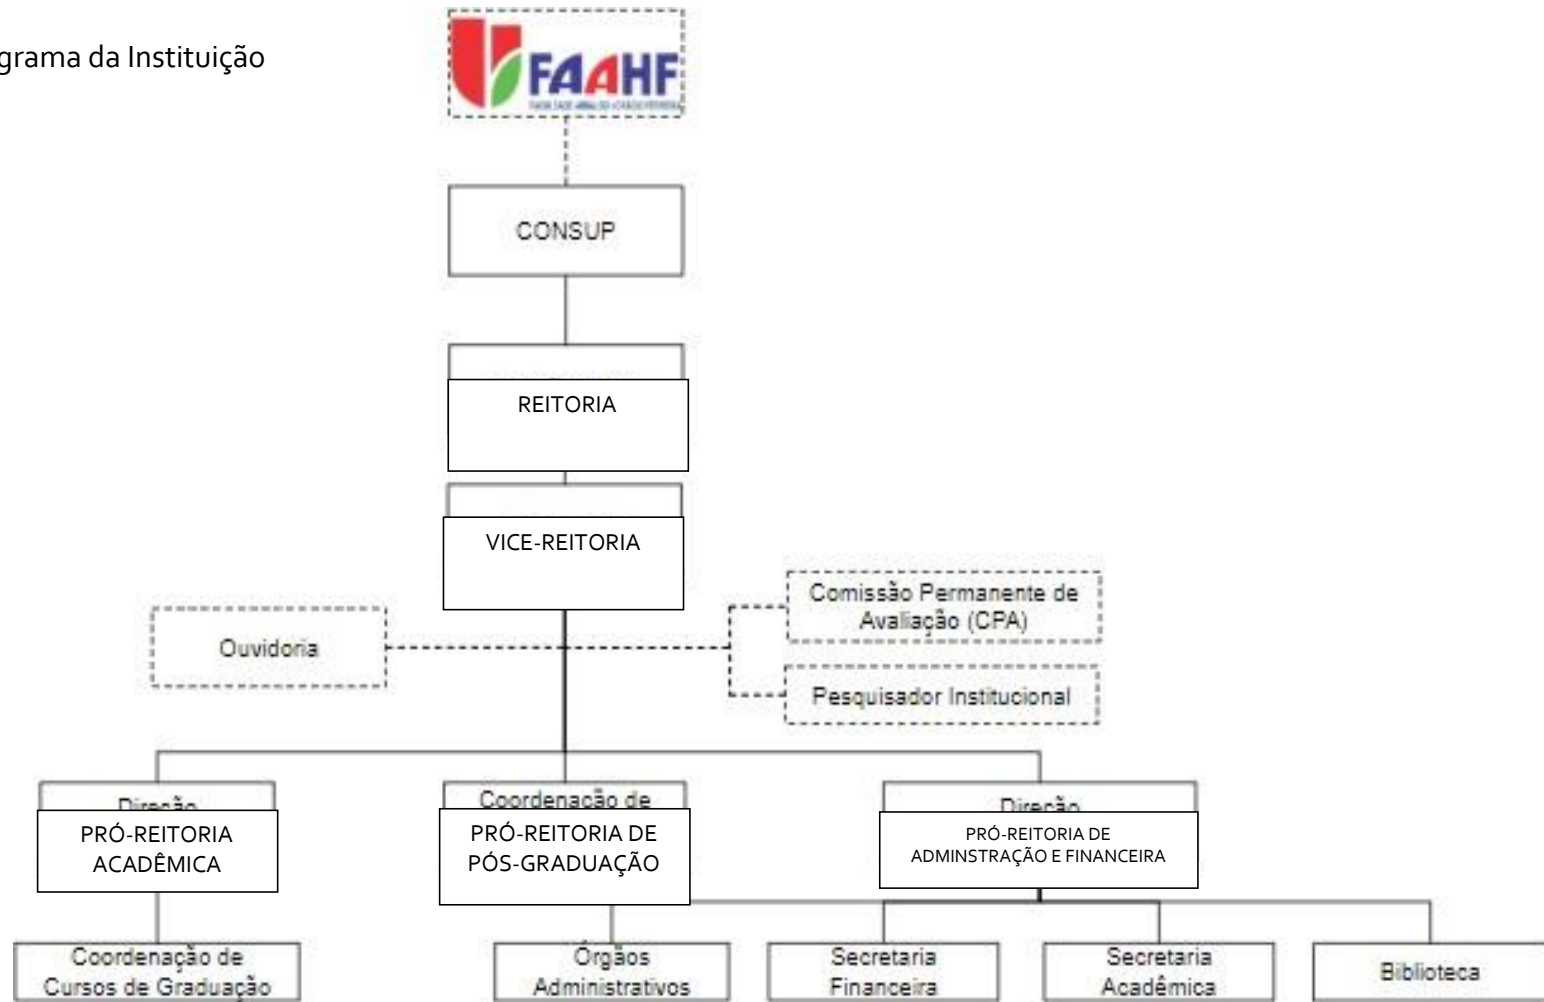 grama da Instituição
FAAHF
CONSUP
REITORIA
VICE-REITORIA
Comissão Permanente de
Avaliação (CPA)
Ouvidoria
Pesquisador Institucional
Direção
Coordenação de
Direção
PRÓ-REITORIA
ACADÊMICA
PRÓ-REITORIA DE
PÓS-GRADUAÇÃO
PRÓ-REITORIA DE
ADMINSTRAÇÃO E FINANCEIRA
Coordenação de
Cursos de Graduação
Órgãos
Administrativos
Secretaria
Financeira
Secretaria
Acadêmica
Biblioteca